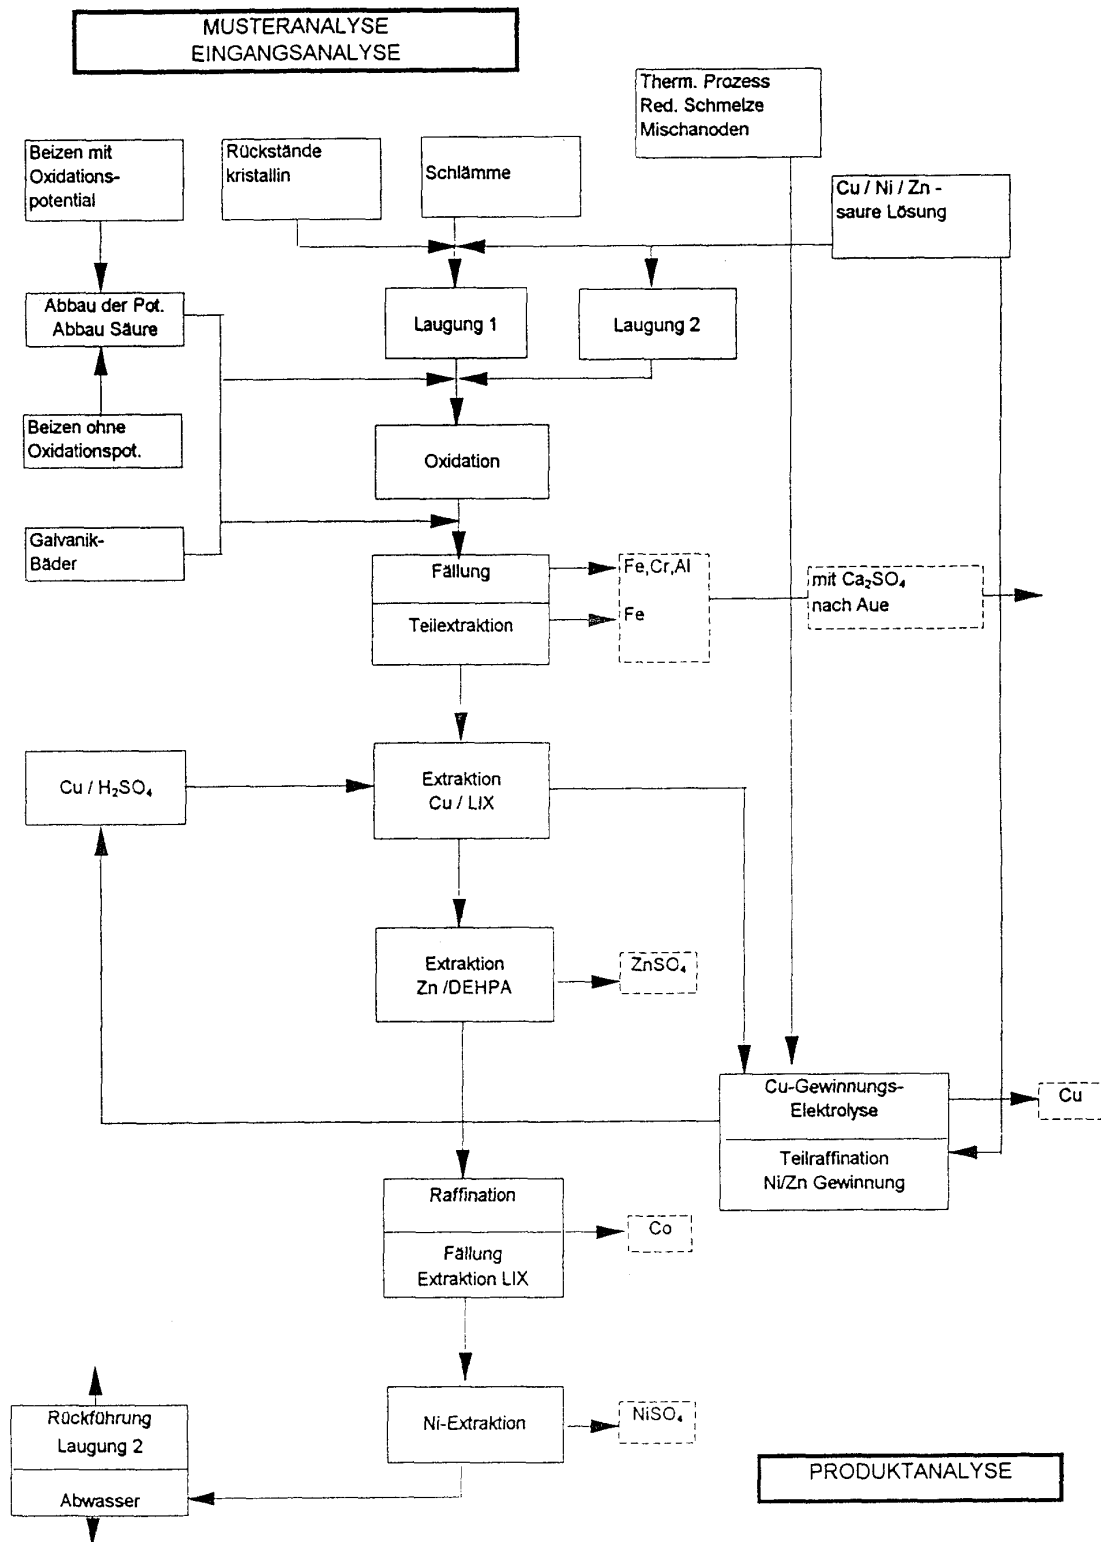 MUSTERANALYSE
EINGANGSANALYSE
Therm. Prozess
Red. Schmelze
Mischanoden
Beizen mit
Oxidations-
potential
Rückstände
kristallin
Schlämme
Cu / Ni / Zn -
saure Lösung
Abbau der Pot.
Abbau Säure
Laugung 1
Laugung 2
Beizen ohne
Oxidationspot.
Oxidation
Galvanik-
Bäder
Fällung
Teilextraktion
Fe,Cr,Al
Fe
mit Ca₂SO₄
nach Aue
Cu / H₂SO₄
Extraktion
Cu / LIX
Extraktion
Zn /DEHPA
ZnSO₄
Cu-Gewinnungs-
Elektrolyse
Cu
Teilraffination
Ni/Zn Gewinnung
Raffination
Co
Fällung
Extraktion LIX
Ni-Extraktion
NiSO₄
Rückführung
Laugung 2
Abwasser
PRODUKTANALYSE